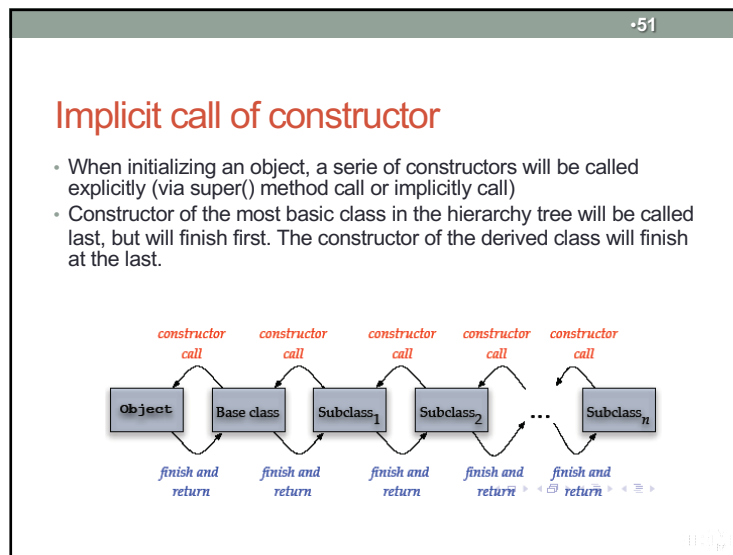 •51
Implicit call of constructor
• When initializing an object, a serie of constructors will be called
explicitly (via super() method call or implicitly call)
• Constructor of the most basic class in the hierarchy tree will be called
last, but will finish first. The constructor of the derived class will finish
at the last.
constructor constructor constructor constructor constructor
call call call call call
Object Base class Subclass1 Subclass2 ... Subclassn
finish and finish and finish and finish and finish and
return return return return return